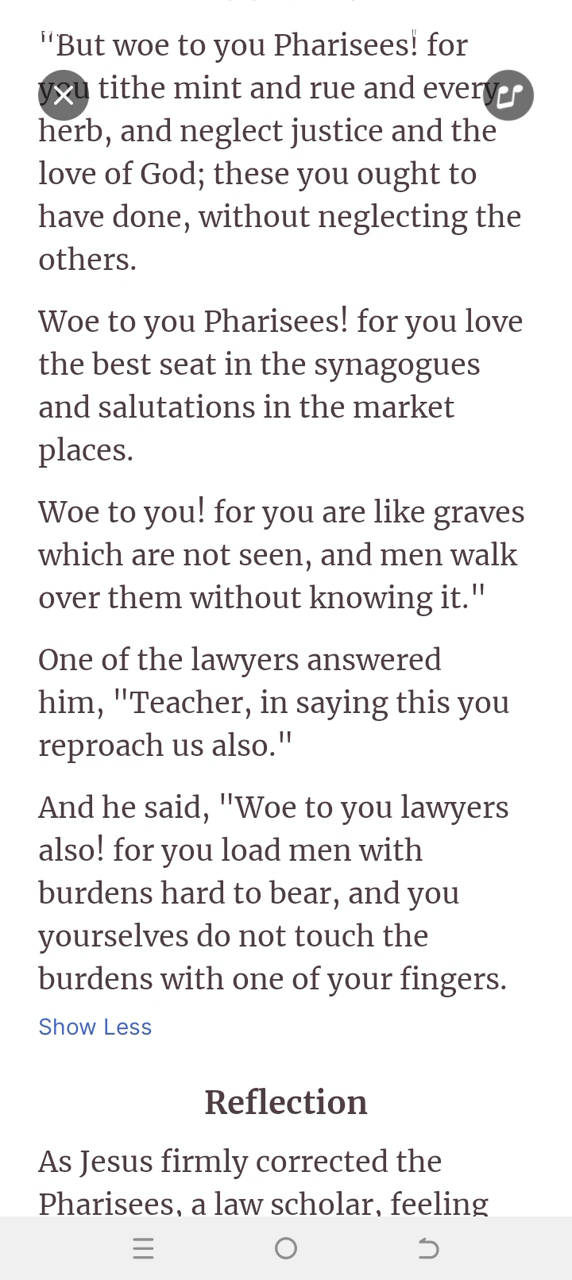 "But woe to you Pharisees! for
you tithe mint and rue and every
herb, and neglect justice and the
love of God; these you ought to
have done, without neglecting the
others.
Woe to you Pharisees! for you love
the best seat in the synagogues
and salutations in the market
places.
Woe to you! for you are like graves
which are not seen, and men walk
over them without knowing it."
One of the lawyers answered
him, "Teacher, in saying this you
reproach us also."
And he said, "Woe to you lawyers
also! for you load men with
burdens hard to bear, and you
yourselves do not touch the
burdens with one of your fingers.
Show Less
Reflection
As Jesus firmly corrected the
Pharisees, a law scholar, feeling